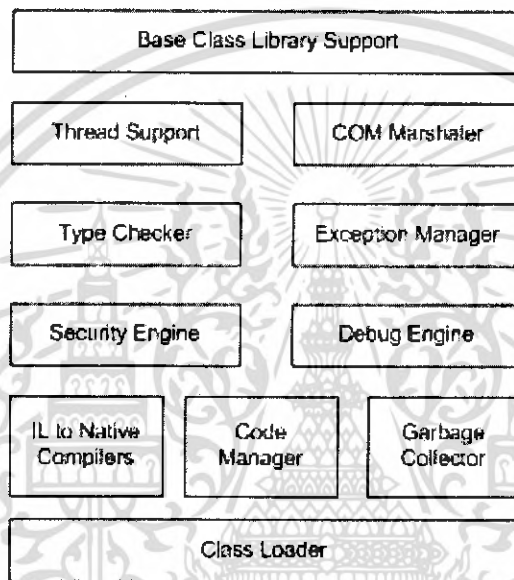 Base Class Library Support
Thread Support
COM Marshaler
Type Checker
Exception Manager
Security Engine
Debug Engine
IL to Native
Compilers
Code
Manager
Garbage
Collector
Class Loader